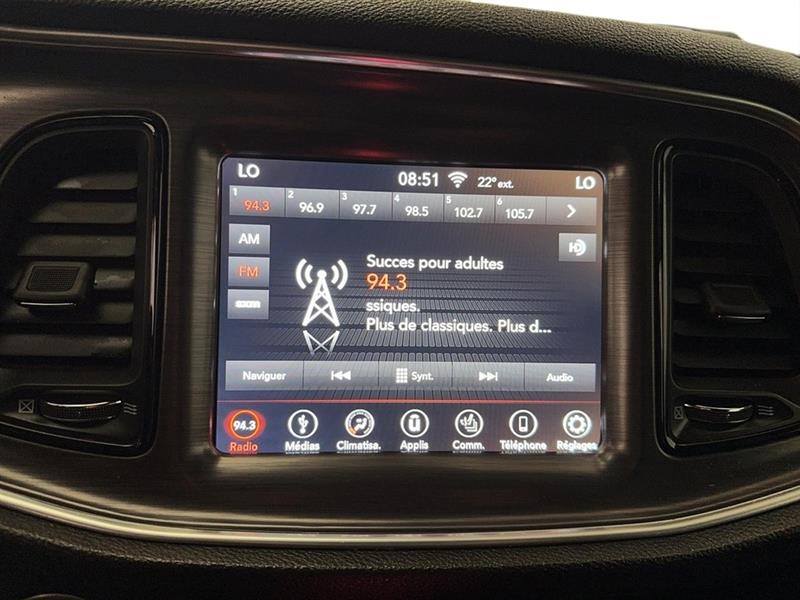 LO 08:51 22° ext. LO
1 94.3 2 96.9 3 97.7 4 98.5 5 102.7 6 105.7
AM
HD
Succes pour adultes
FM
94.3
ssiques.
Plus de classiques. Plus d...
Naviguer Synt. Audio
94.3
Radio Médias Climatisa. Applis Comm. Téléphone Réglages